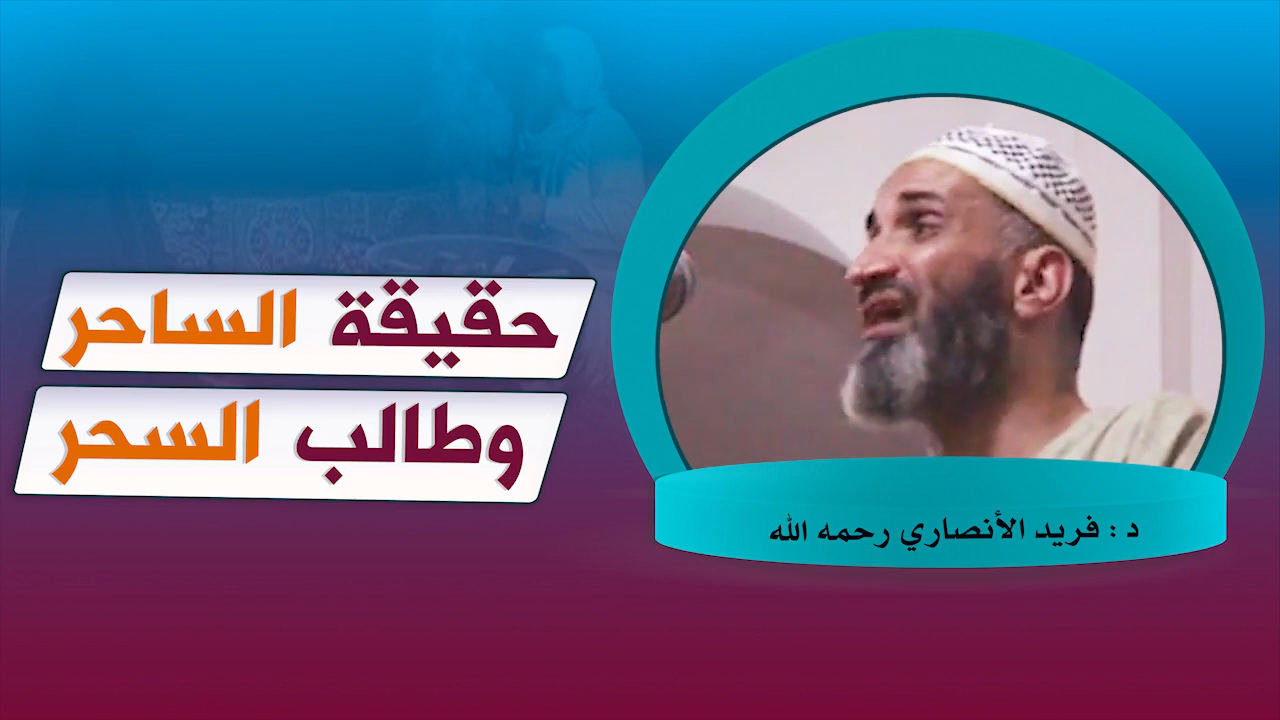 حقيقة الساحر
وطالب السحر
د : فريد الأنصاري رحمه الله